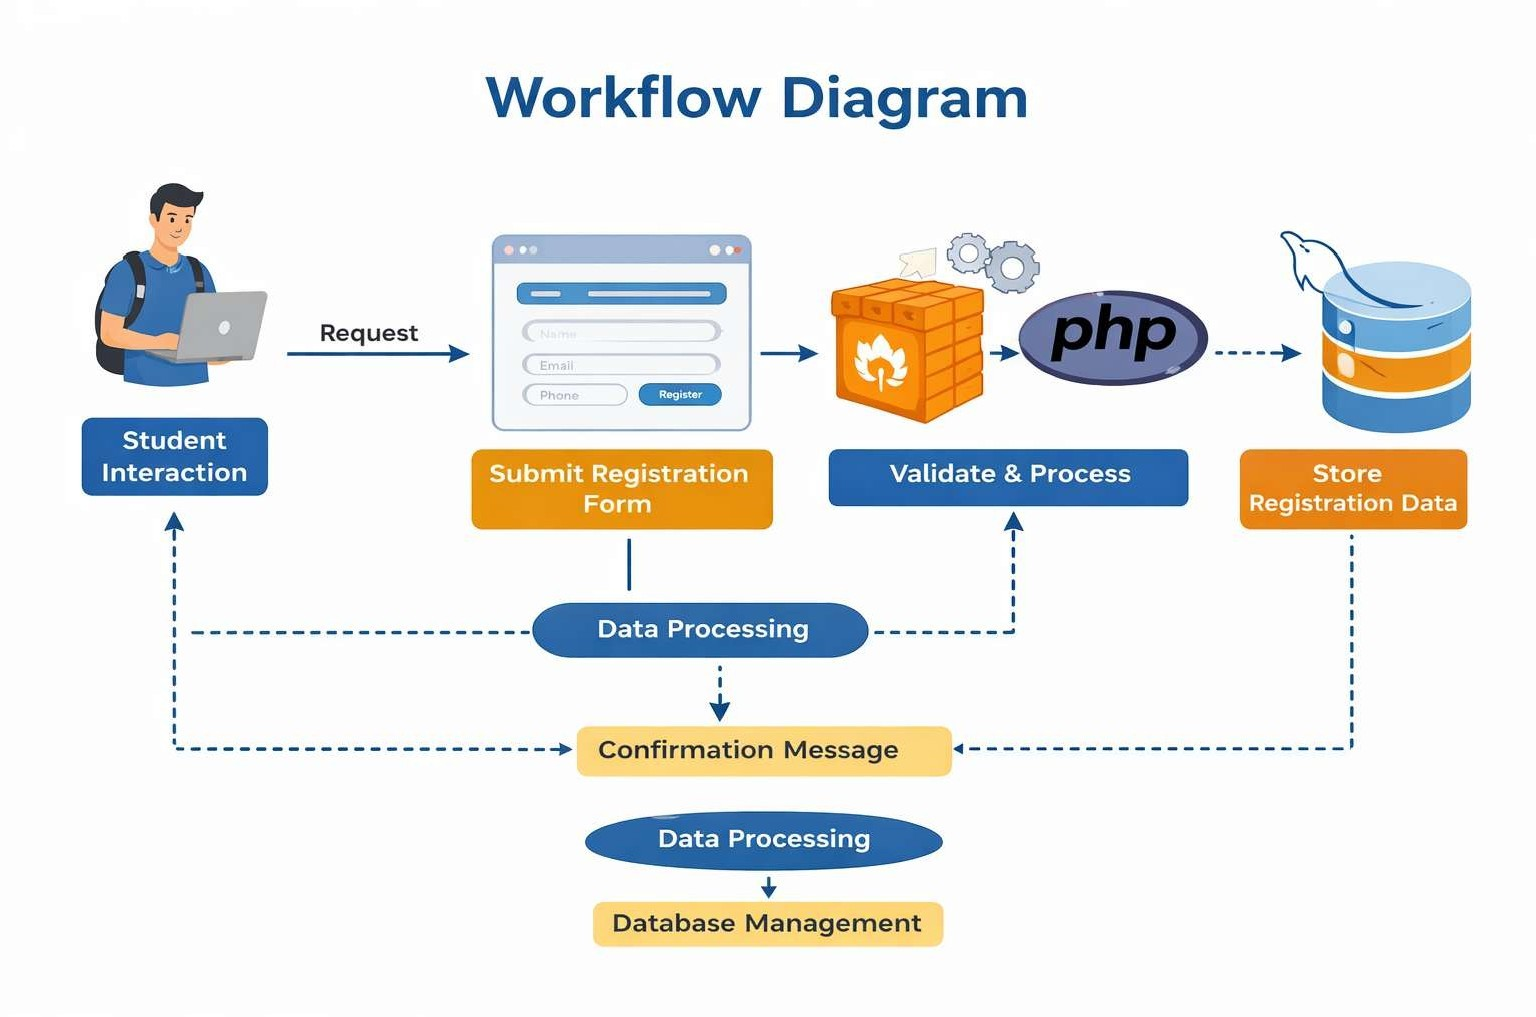 Workflow Diagram
Request
Name
Email
Phone
Register
php
Student
Interaction
Submit Registration
Form
Validate & Process
Store
Registration Data
Data Processing
Confirmation Message
Data Processing
Database Management